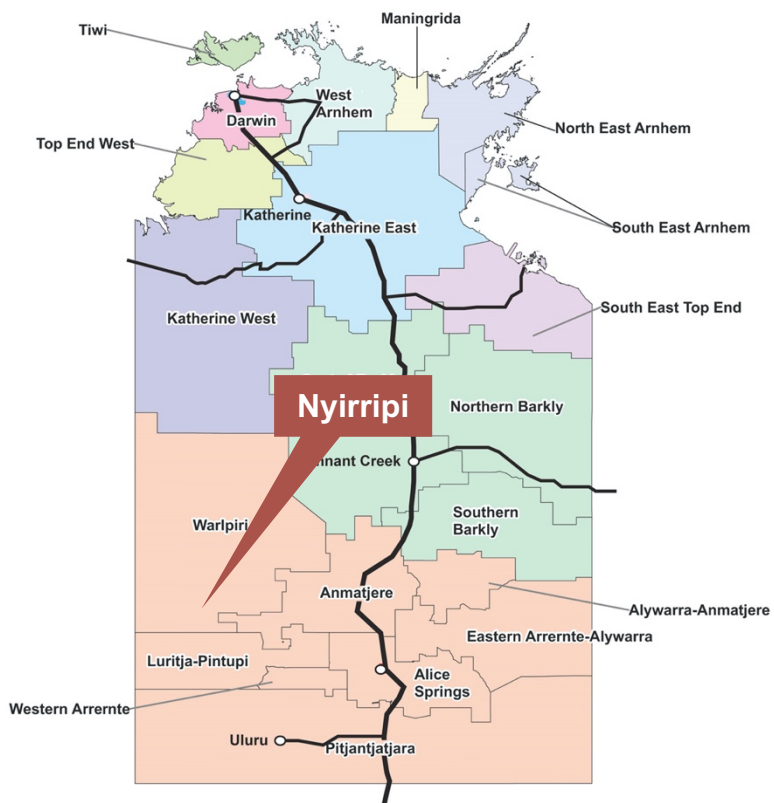 Tiwi
Maningrida
West
Arnhem
Darwin
North East Arnhem
Top End West
Katherine
Katherine East
South East Arnhem
Katherine West
South East Top End
Nyirripi
Northern Barkly
nnant Creek
Southern
Barkly
Warlpiri
Anmatjere
Alywarra-Anmatjere
Eastern Arrernte-Alywarra
Luritja-Pintupi
Alice
Springs
Western Arrernte
Uluru
Pitjantjatjara